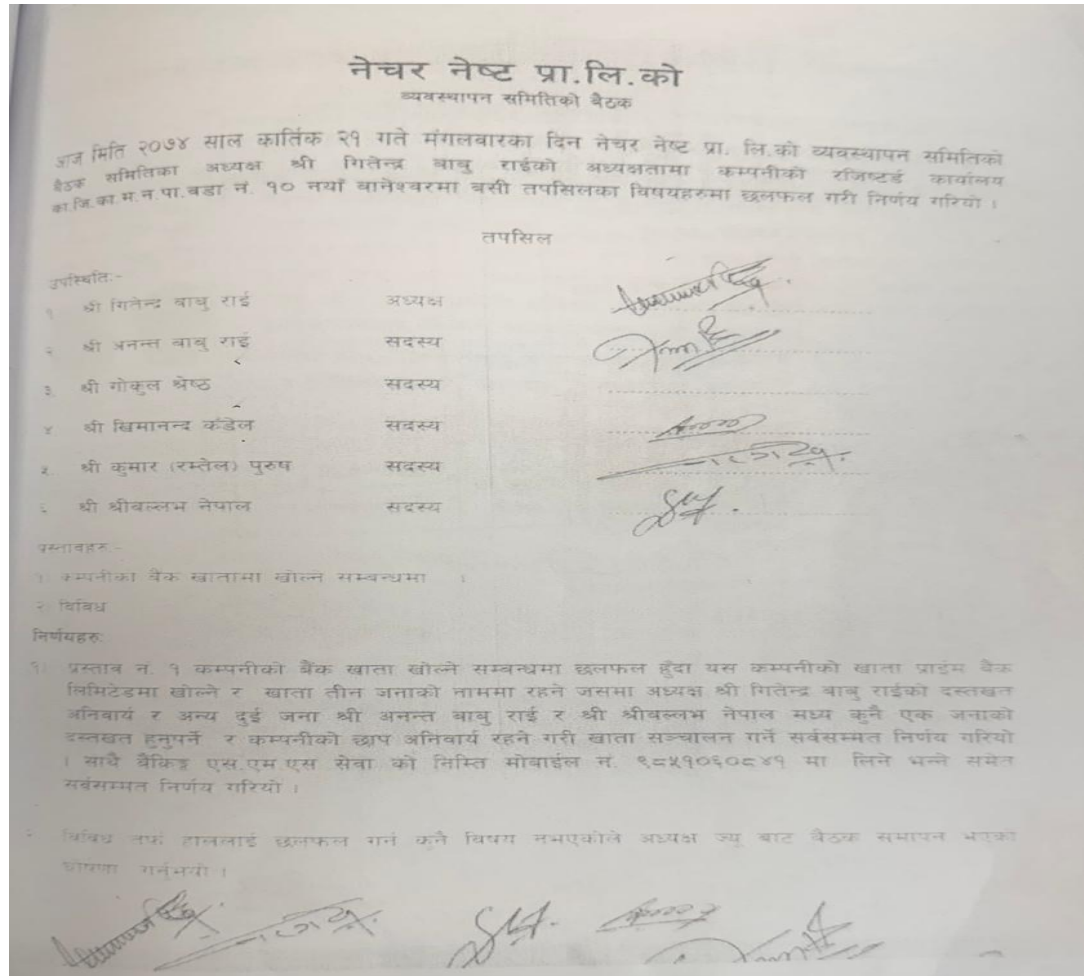 नेचर नेष्ट प्रा.लि.को
व्यवस्थापन समितिको बैठक
आज मिति २०७४ साल कार्तिक २१ गते मंगलबारका दिन नेचर नेष्ट प्रा. लि.को व्यवस्थापन समितिको
बैठक समितिका अध्यक्ष श्री गितेन्द्र बाबु राईको अध्यक्षतामा कम्पनीको रजिष्टर्ड कार्यालय
का.जि.का.म.न.पा.वडा नं. १० नयाँ बानेश्वरमा बसी तपसिलका विषयहरुमा छलफल गरी निर्णय गरियो ।
तपसिल
उपस्थिति:-
१ श्री गितेन्द्र बाबु राई अध्यक्ष
२ श्री अनन्त बाबु राई सदस्य
३ श्री गोकुल श्रेष्ठ सदस्य
४ श्री खिमानन्द कंडेल सदस्य
५ श्री कुमार (रम्तेल) पुरुष सदस्य
६ श्री श्रीबल्लभ नेपाल सदस्य
प्रस्तावहरु:-
१) कम्पनीका बैंक खातामा खोल्न सम्बन्धमा ।
२ विविध
निर्णयहरु:
१) प्रस्ताव नं. १ कम्पनीको बैंक खाता खोल्ने सम्बन्धमा छलफल हुँदा यस कम्पनीको खाता प्राईम बैंक
लिमिटेडमा खोल्ने र खाता तीन जनाको नाममा रहने जसमा अध्यक्ष श्री गितेन्द्र बाबु राईको दस्तखत
अनिवार्य र अन्य दुई जना श्री अनन्त बाबु राई र श्री श्रीबल्लभ नेपाल मध्य कुनै एक जनाको
दस्तखत हुनुपर्ने र कम्पनीको छाप अनिवार्य रहने गरी खाता सञ्चालन गर्ने सर्वसम्मत निर्णय गरियो
। साथै बैंकिङ्ग एस.एम एस सेवा को निम्ति मोबाईल नं. ९८५१०६०८४१ मा लिने भन्ने समेत
सर्वसम्मत निर्णय गरियो ।
२ विविध तर्फ हाललाई छलफल गर्न कुनै विषय नभएकोले अध्यक्ष ज्यू बाट बैठक समापन भएको
घोषणा गर्नुभयो ।